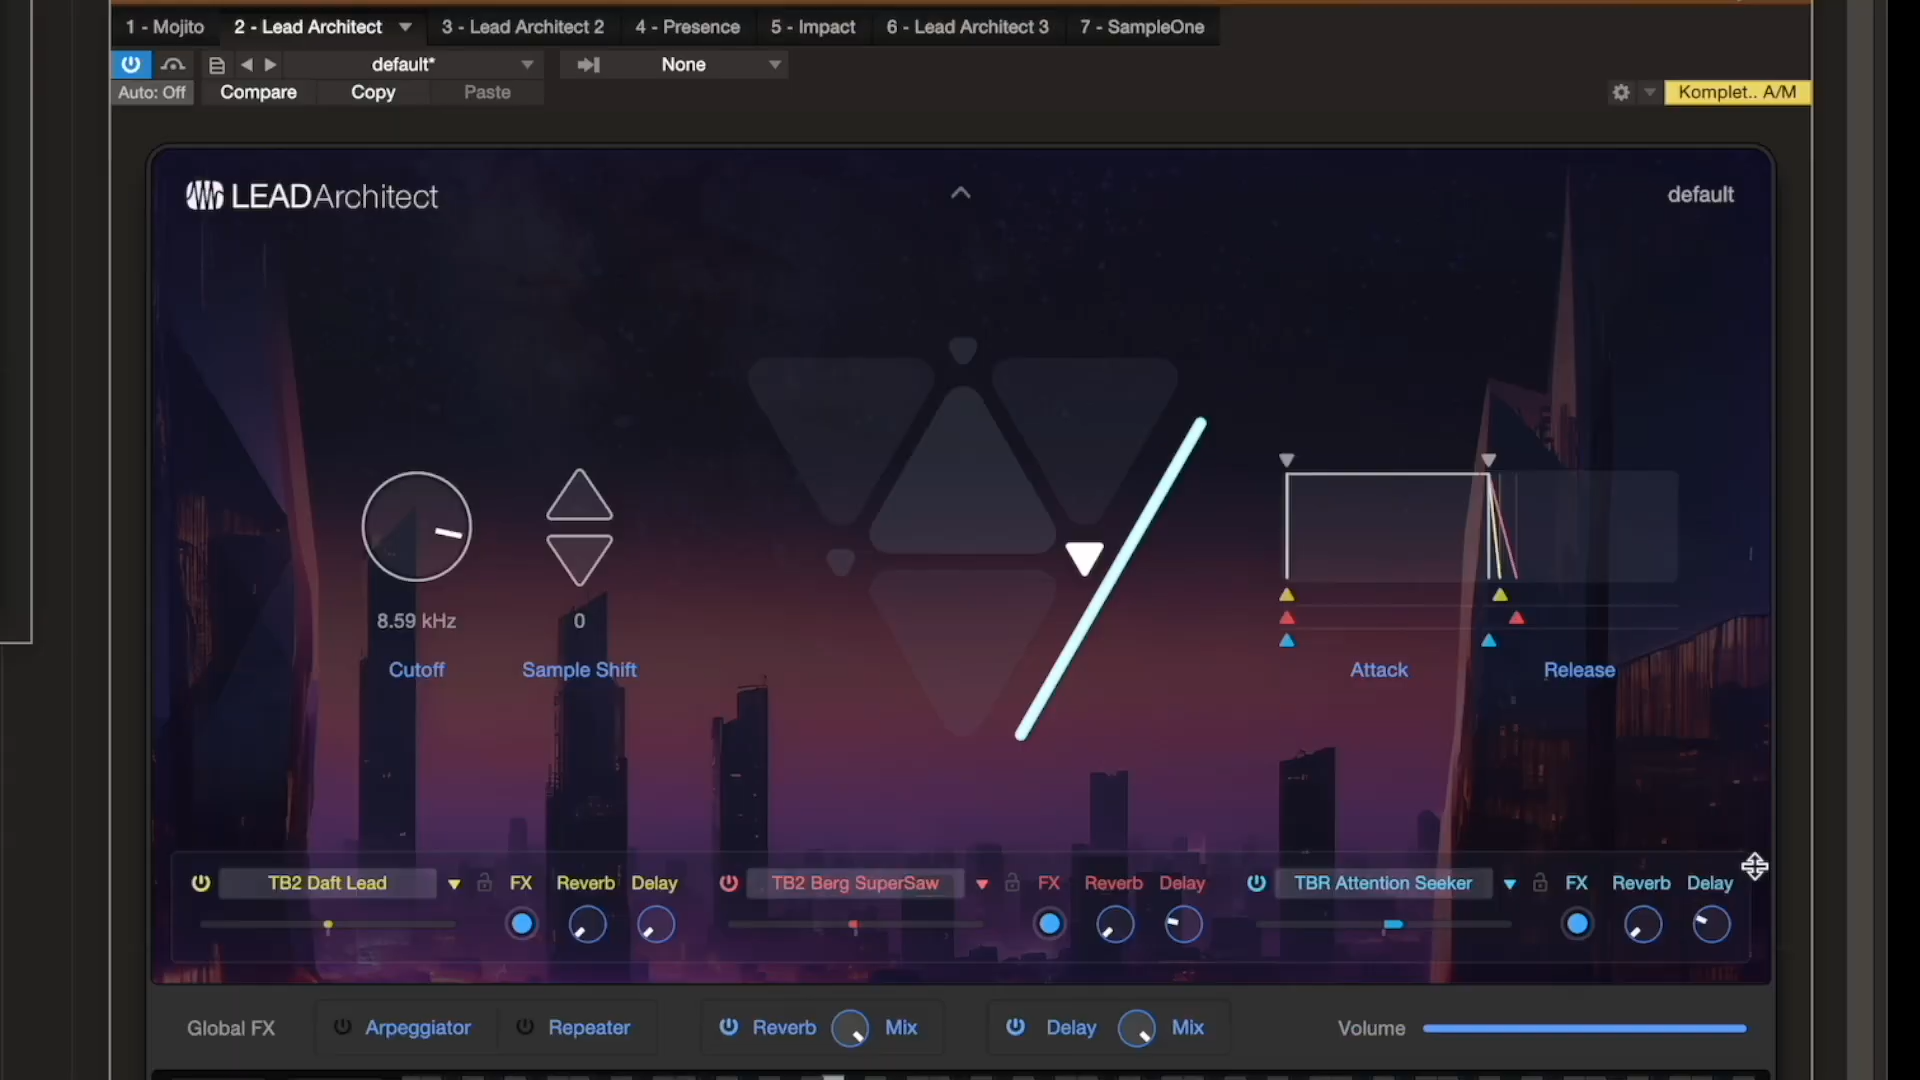 1 - Mojito 2 - Lead Architect 3 - Lead Architect 2 4 - Presence 5 - Impact 6 - Lead Architect 3 7 - SampleOne
default* None
Auto: Off Compare Copy Paste Komplet.. A/M
LEADArchitect default
8.59 kHz 0
Cutoff Sample Shift Attack Release
TB2 Daft Lead FX Reverb Delay TB2 Berg SuperSaw FX Reverb Delay TBR Attention Seeker FX Reverb Delay
Global FX Arpeggiator Repeater Reverb Mix Delay Mix Volume